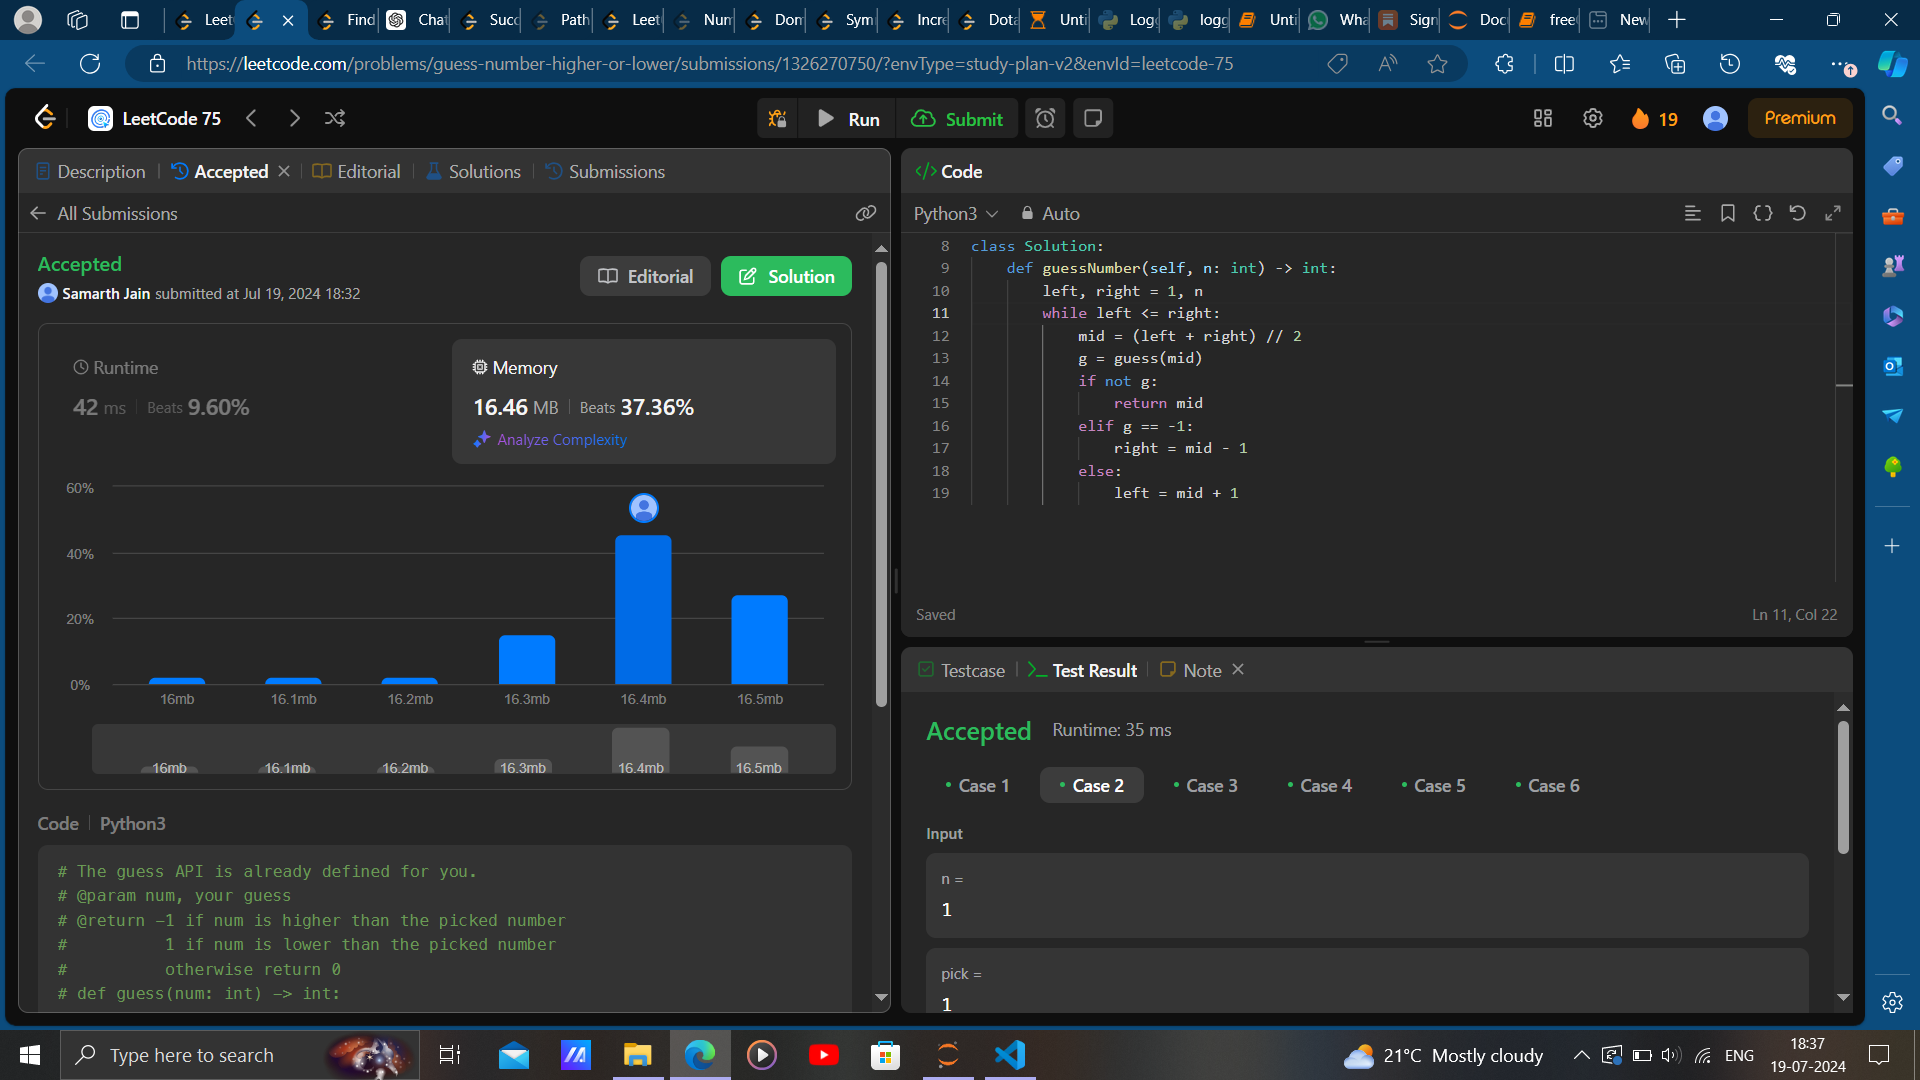 Leet
Find
Chat
Succ
Path
Leet
Num
Dom
Sym
Incre
Dota
Unti
Logg
logg
Unti
Wha
Sign
Doc
free
New
https://leetcode.com/problems/guess-number-higher-or-lower/submissions/1326270750/?envType=study-plan-v2&envId=leetcode-75
LeetCode 75
Run
Submit
19
Premium
Description
Accepted
Editorial
Solutions
Submissions
All Submissions
Accepted
Samarth Jain submitted at Jul 19, 2024 18:32
Editorial
Solution
Runtime
42 ms
Beats 9.60%
Memory
16.46 MB
Beats 37.36%
Analyze Complexity
60%
40%
20%
0%
16mb 16.1mb 16.2mb 16.3mb 16.4mb 16.5mb
16mb 16.1mb 16.2mb 16.3mb 16.4mb 16.5mb
Code Python3
# The guess API is already defined for you.
# @param num, your guess
# @return -1 if num is higher than the picked number
# 1 if num is lower than the picked number
# otherwise return 0
# def guess(num: int) -> int:
</> Code
Python3 Auto
8 class Solution:
9 def guessNumber(self, n: int) -> int:
10 left, right = 1, n
11 while left <= right:
12 mid = (left + right) // 2
13 g = guess(mid)
14 if not g:
15 return mid
16 elif g == -1:
17 right = mid - 1
18 else:
19 left = mid + 1
Saved
Ln 11, Col 22
Testcase
Test Result
Note
Accepted Runtime: 35 ms
Case 1
Case 2
Case 3
Case 4
Case 5
Case 6
Input
n =
1
pick =
1
Type here to search
21°C Mostly cloudy
ENG
18:37
19-07-2024